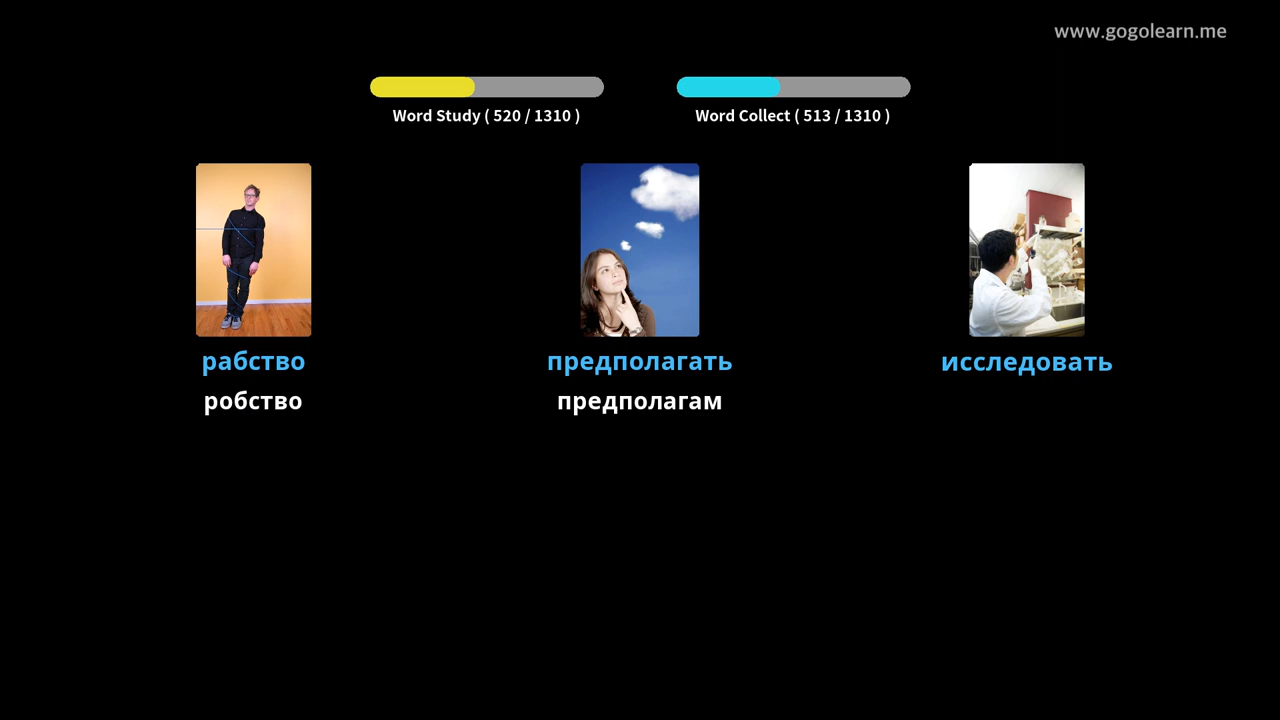 www.gogolearn.me
Word Study ( 520 / 1310 )
Word Collect ( 513 / 1310 )
рабство
предполагать
исследовать
робство
предполагам